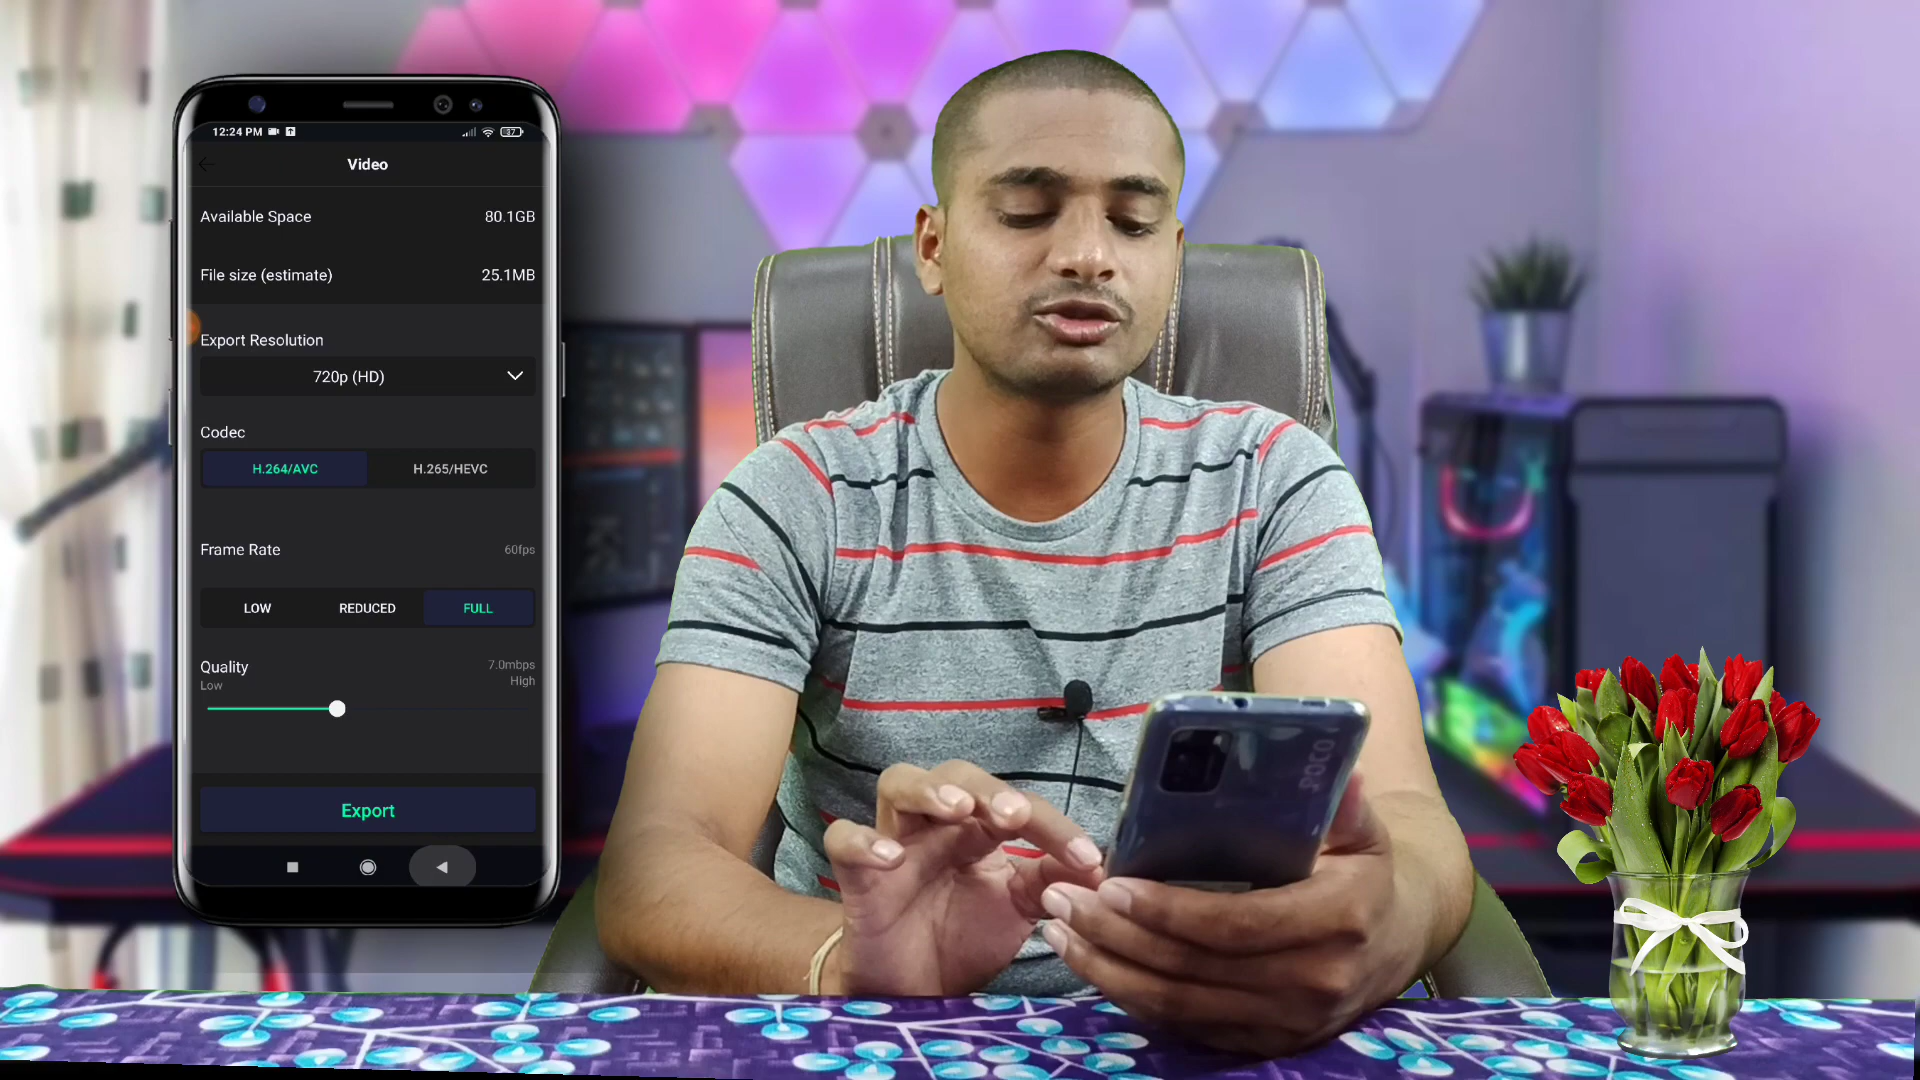 12:24 PM
37
Video
Available Space 80.1GB
File size (estimate) 25.1MB
Export Resolution
720p (HD)
Codec
H.264/AVC H.265/HEVC
Frame Rate 60fps
LOW REDUCED FULL
Quality 7.0mbps
Low High
Export
POCO